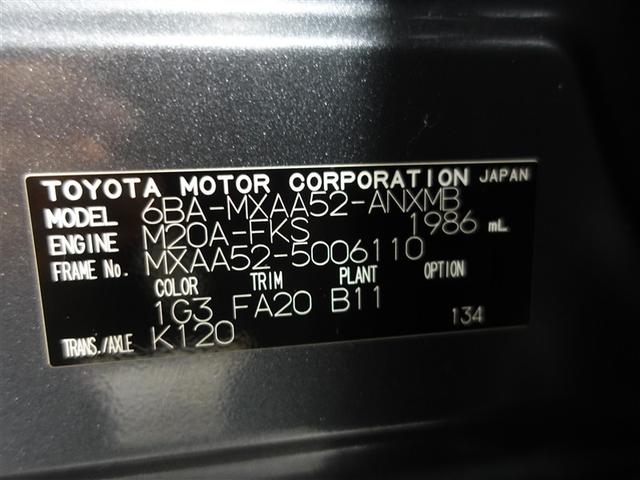 TOYOTA MOTOR CORPORATION JAPAN
MODEL 6BA-MXAA52-ANXMB
ENGINE M20A-FKS 1986 mL
FRAME No. MXAA52-5006110
COLOR TRIM PLANT OPTION
1G3 FA20 B11
TRANS./AXLE K120 134